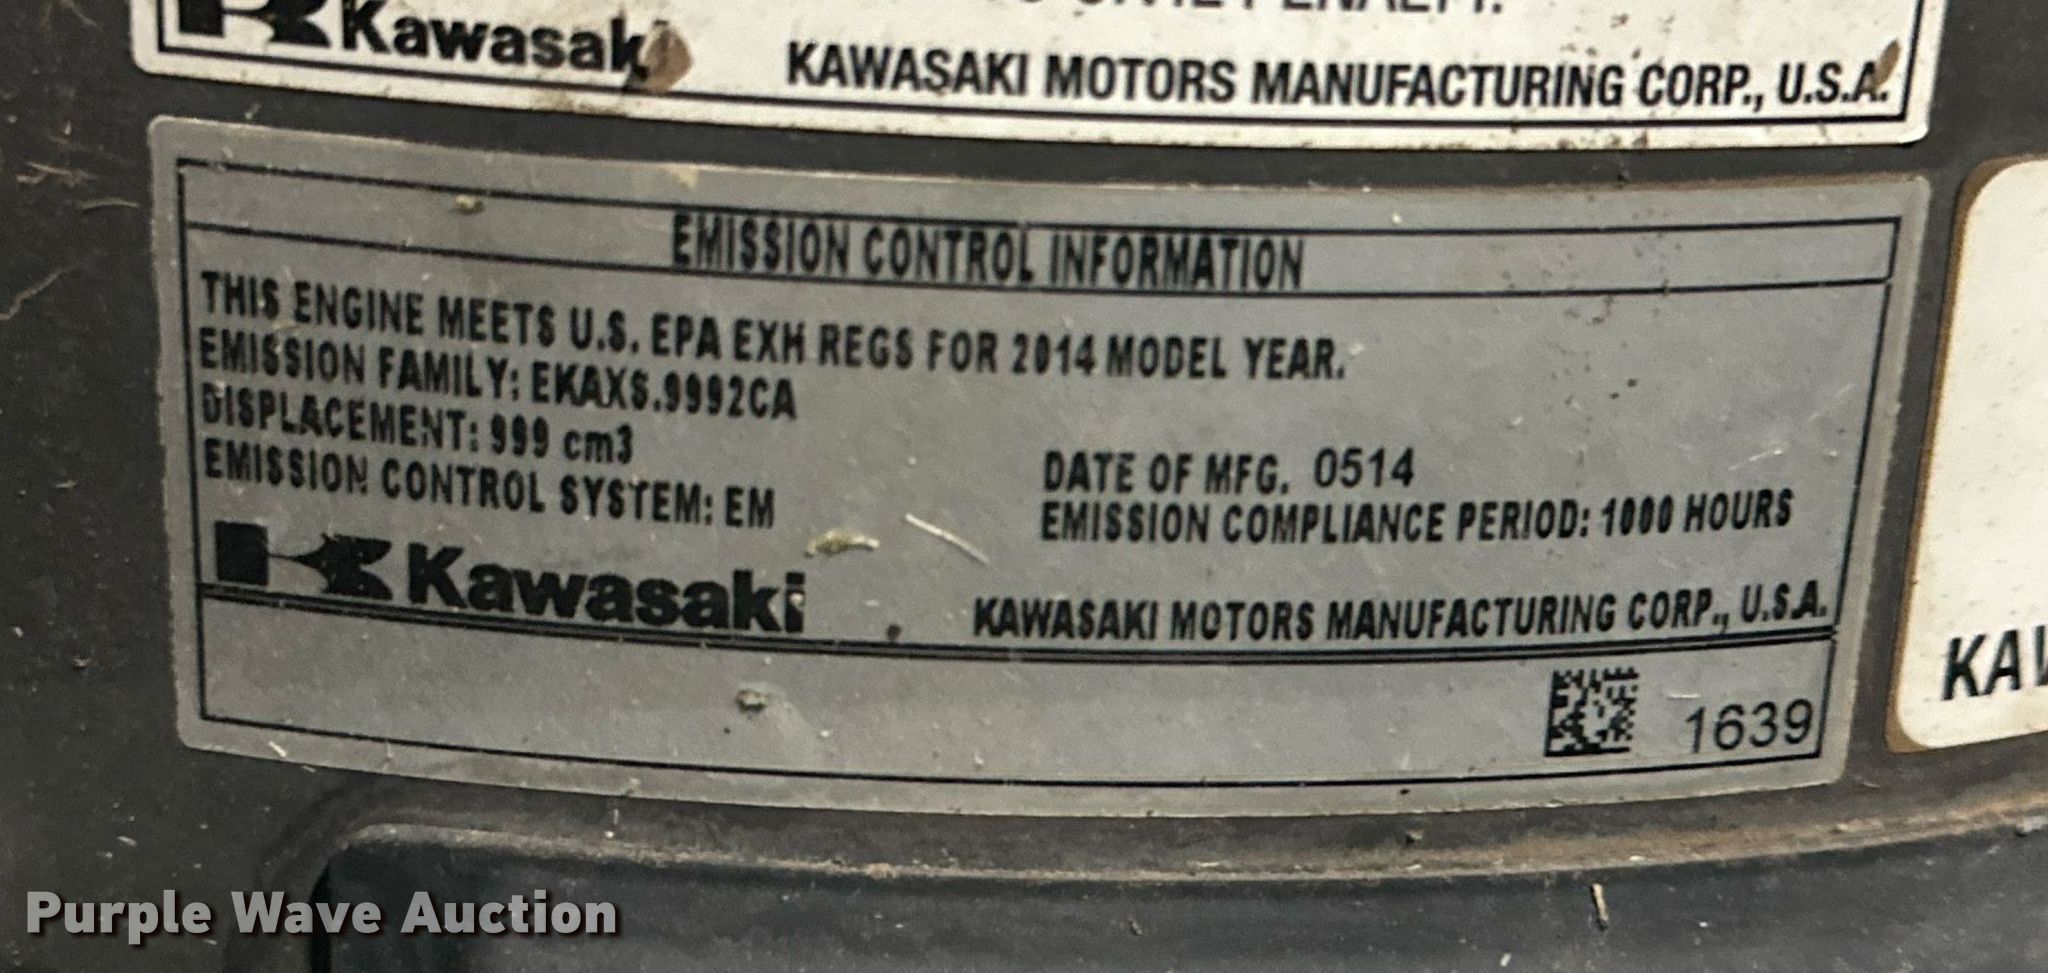 Kawasaki
KAWASAKI MOTORS MANUFACTURING CORP., U.S.A.
EMISSION CONTROL INFORMATION
THIS ENGINE MEETS U.S. EPA EXH REGS FOR 2014 MODEL YEAR.
EMISSION FAMILY: EKAXS.9992CA
DISPLACEMENT: 999 cm3
EMISSION CONTROL SYSTEM: EM
DATE OF MFG. 0514
EMISSION COMPLIANCE PERIOD: 1000 HOURS
Kawasaki
KAWASAKI MOTORS MANUFACTURING CORP., U.S.A.
1639
Purple Wave Auction